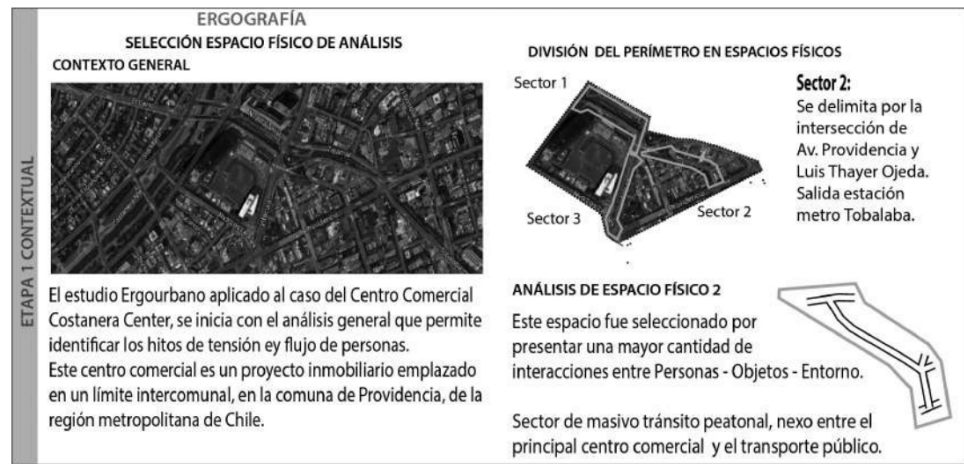 ERGOGRAFÍA
SELECCIÓN ESPACIO FÍSICO DE ANÁLISIS
CONTEXTO GENERAL
ETAPA 1 CONTEXTUAL
El estudio Ergourbano aplicado al caso del Centro Comercial
Costanera Center, se inicia con el análisis general que permite
identificar los hitos de tensión ey flujo de personas.
Este centro comercial es un proyecto inmobiliario emplazado
en un límite intercomunal, en la comuna de Providencia, de la
región metropolitana de Chile.
DIVISIÓN DEL PERÍMETRO EN ESPACIOS FÍSICOS
Sector 1
Sector 3
Sector 2
Sector 2:
Se delimita por la
intersección de
Av. Providencia y
Luis Thayer Ojeda.
Salida estación
metro Tobalaba.
ANÁLISIS DE ESPACIO FÍSICO 2
Este espacio fue seleccionado por
presentar una mayor cantidad de
interacciones entre Personas - Objetos - Entorno.
Sector de masivo tránsito peatonal, nexo entre el
principal centro comercial y el transporte público.